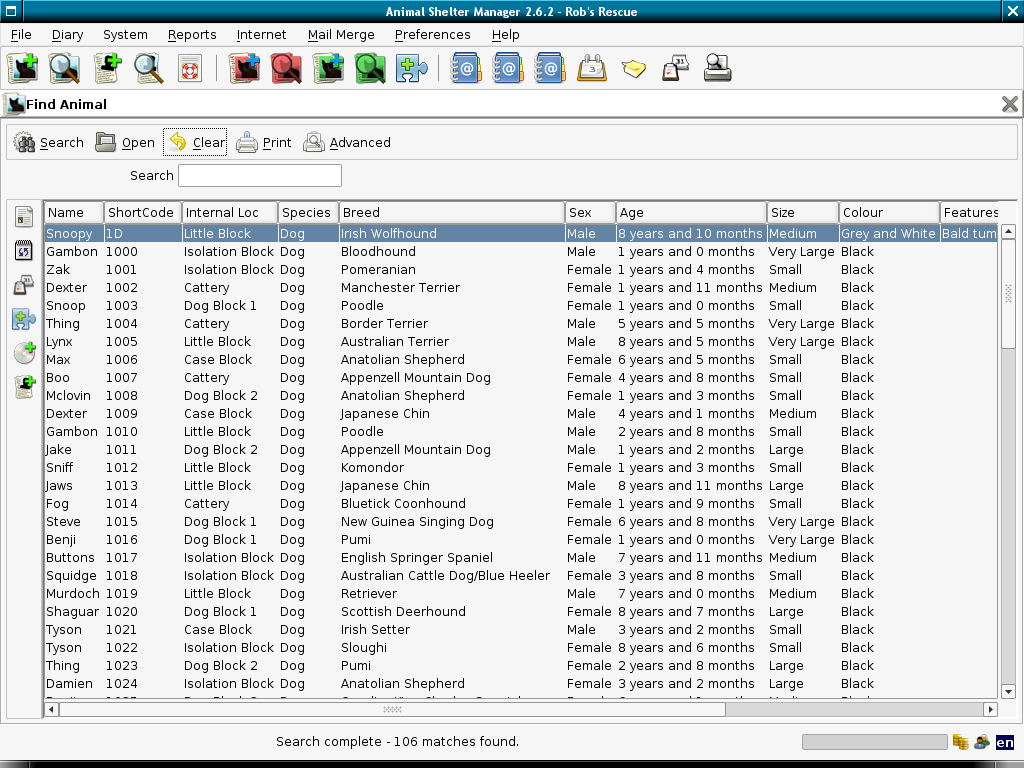 Animal Shelter Manager 2.6.2 - Rob's Rescue
File Diary System Reports Internet Mail Merge Preferences Help
Find Animal
Search Open Clear Print Advanced
Search
Name ShortCode Internal Loc Species Breed Sex Age Size Colour Features
Snoopy 1D Little Block Dog Irish Wolfhound Male 8 years and 10 months Medium Grey and White Bald tum
Gambon 1000 Isolation Block Dog Bloodhound Male 1 years and 0 months Very Large Black
Zak 1001 Isolation Block Dog Pomeranian Female 1 years and 4 months Small Black
Dexter 1002 Cattery Dog Manchester Terrier Female 1 years and 11 months Medium Black
Snoop 1003 Dog Block 1 Dog Poodle Female 1 years and 0 months Small Black
Thing 1004 Cattery Dog Border Terrier Male 5 years and 5 months Very Large Black
Lynx 1005 Little Block Dog Australian Terrier Male 8 years and 5 months Very Large Black
Max 1006 Case Block Dog Anatolian Shepherd Female 6 years and 5 months Small Black
Boo 1007 Cattery Dog Appenzell Mountain Dog Female 4 years and 8 months Small Black
Mclovin 1008 Dog Block 2 Dog Anatolian Shepherd Female 1 years and 3 months Small Black
Dexter 1009 Case Block Dog Japanese Chin Male 4 years and 1 months Medium Black
Gambon 1010 Little Block Dog Poodle Male 2 years and 8 months Small Black
Jake 1011 Dog Block 2 Dog Appenzell Mountain Dog Male 1 years and 2 months Large Black
Sniff 1012 Little Block Dog Komondor Female 1 years and 3 months Small Black
Jaws 1013 Little Block Dog Japanese Chin Male 8 years and 11 months Large Black
Fog 1014 Cattery Dog Bluetick Coonhound Female 1 years and 9 months Small Black
Steve 1015 Dog Block 1 Dog New Guinea Singing Dog Female 6 years and 8 months Very Large Black
Benji 1016 Dog Block 1 Dog Pumi Female 1 years and 0 months Very Large Black
Buttons 1017 Isolation Block Dog English Springer Spaniel Male 7 years and 11 months Medium Black
Squidge 1018 Isolation Block Dog Australian Cattle Dog/Blue Heeler Female 3 years and 8 months Small Black
Murdoch 1019 Little Block Dog Retriever Male 7 years and 0 months Medium Black
Shaguar 1020 Dog Block 1 Dog Scottish Deerhound Female 8 years and 7 months Large Black
Tyson 1021 Case Block Dog Irish Setter Male 3 years and 2 months Small Black
Tyson 1022 Isolation Block Dog Sloughi Female 8 years and 6 months Small Black
Thing 1023 Dog Block 2 Dog Pumi Female 2 years and 8 months Large Black
Damien 1024 Isolation Block Dog Anatolian Shepherd Female 3 years and 2 months Large Black
Search complete - 106 matches found.
en